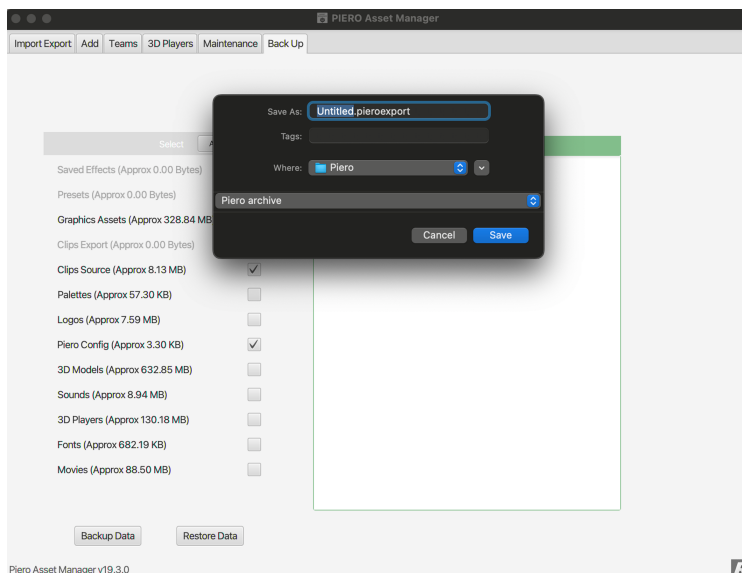 PIERO Asset Manager
Import Export Add Teams 3D Players Maintenance Back Up
Save As: Untitled.pieroexport
Tags:
Where: Piero
Piero archive
Cancel Save
Select
Saved Effects (Approx 0.00 Bytes)
Presets (Approx 0.00 Bytes)
Graphics Assets (Approx 328.84 MB
Clips Export (Approx 0.00 Bytes)
Clips Source (Approx 8.13 MB)
Palettes (Approx 57.30 KB)
Logos (Approx 7.59 MB)
Piero Config (Approx 3.30 KB)
3D Models (Approx 632.85 MB)
Sounds (Approx 8.94 MB)
3D Players (Approx 130.18 MB)
Fonts (Approx 682.19 KB)
Movies (Approx 88.50 MB)
Backup Data Restore Data
Piero Asset Manager v19.3.0